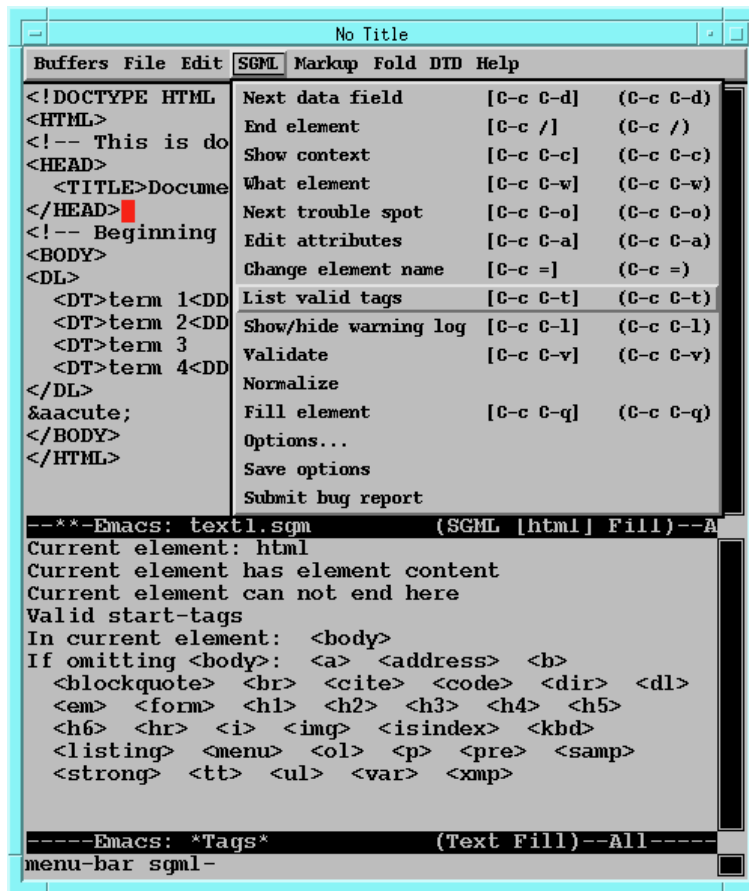 No Title
Buffers File Edit SGML Markup Fold DTD Help
<!DOCTYPE HTML
<HTML>
<!-- This is do
<HEAD>
<TITLE>Docume
</HEAD>
<!-- Beginning
<BODY>
<DL>
<DT>term 1<DD
<DT>term 2<DD
<DT>term 3
<DT>term 4<DD
</DL>
&aacute;
</BODY>
</HTML>
Next data field [C-c C-d] (C-c C-d)
End element [C-c /] (C-c /)
Show context [C-c C-c] (C-c C-c)
What element [C-c C-w] (C-c C-w)
Next trouble spot [C-c C-o] (C-c C-o)
Edit attributes [C-c C-a] (C-c C-a)
Change element name [C-c =] (C-c =)
List valid tags [C-c C-t] (C-c C-t)
Show/hide warning log [C-c C-l] (C-c C-l)
Validate [C-c C-v] (C-c C-v)
Normalize
Fill element [C-c C-q] (C-c C-q)
Options...
Save options
Submit bug report
--**-Emacs: text1.sgm (SGML [html] Fill)--A
Current element: html
Current element has element content
Current element can not end here
Valid start-tags
In current element: <body>
If omitting <body>: <a> <address> <b>
<blockquote> <br> <cite> <code> <dir> <dl>
<em> <form> <h1> <h2> <h3> <h4> <h5>
<h6> <hr> <i> <img> <isindex> <kbd>
<listing> <menu> <ol> <p> <pre> <samp>
<strong> <tt> <ul> <var> <xmp>
-----Emacs: *Tags* (Text Fill)--All-----
menu-bar sgml-